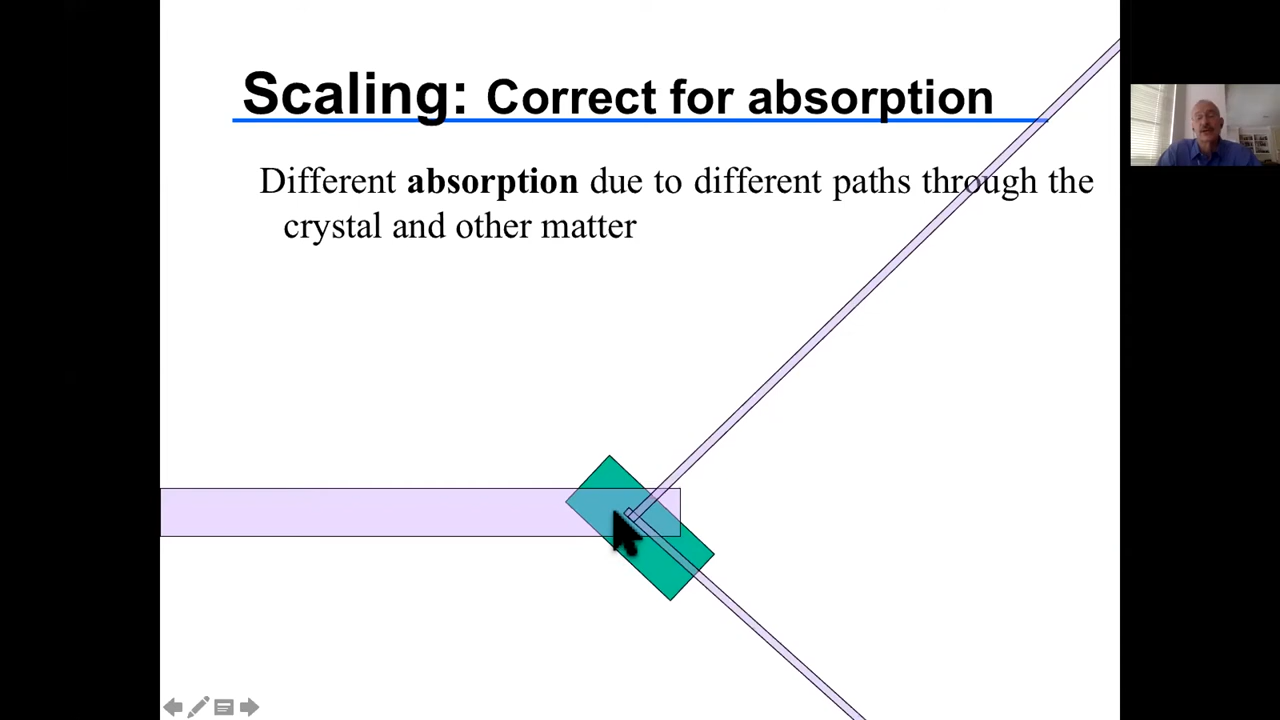 Scaling: Correct for absorption
Different absorption due to different paths through the
crystal and other matter